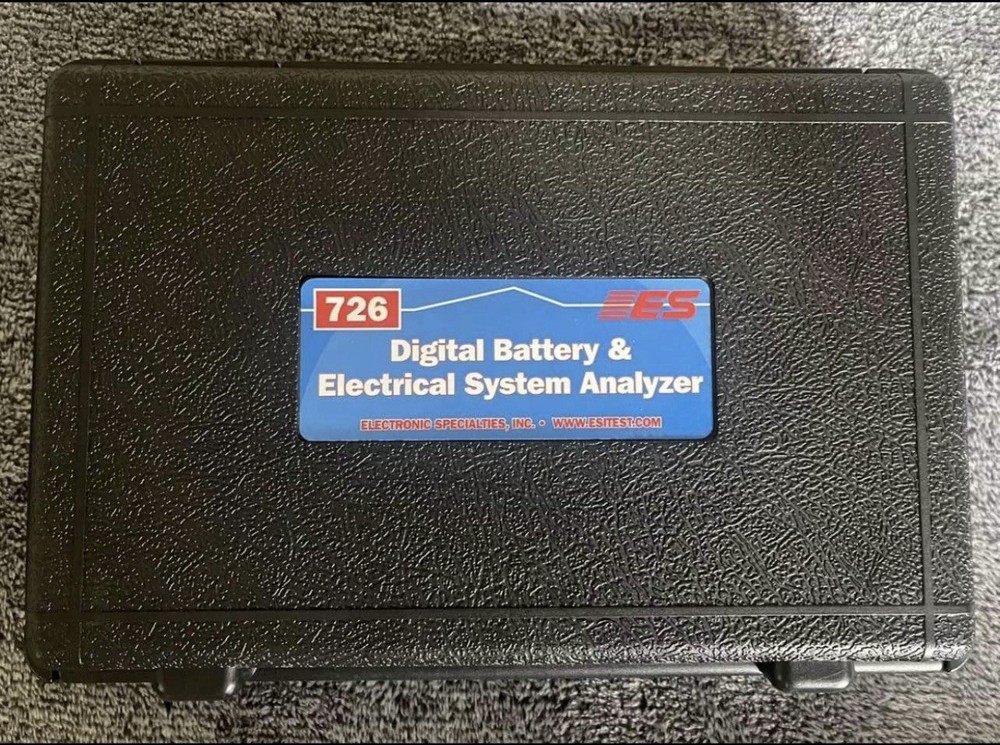 726
ES
Digital Battery &
Electrical System Analyzer
ELECTRONIC SPECIALTIES, INC. • WWW.ESITEST.COM